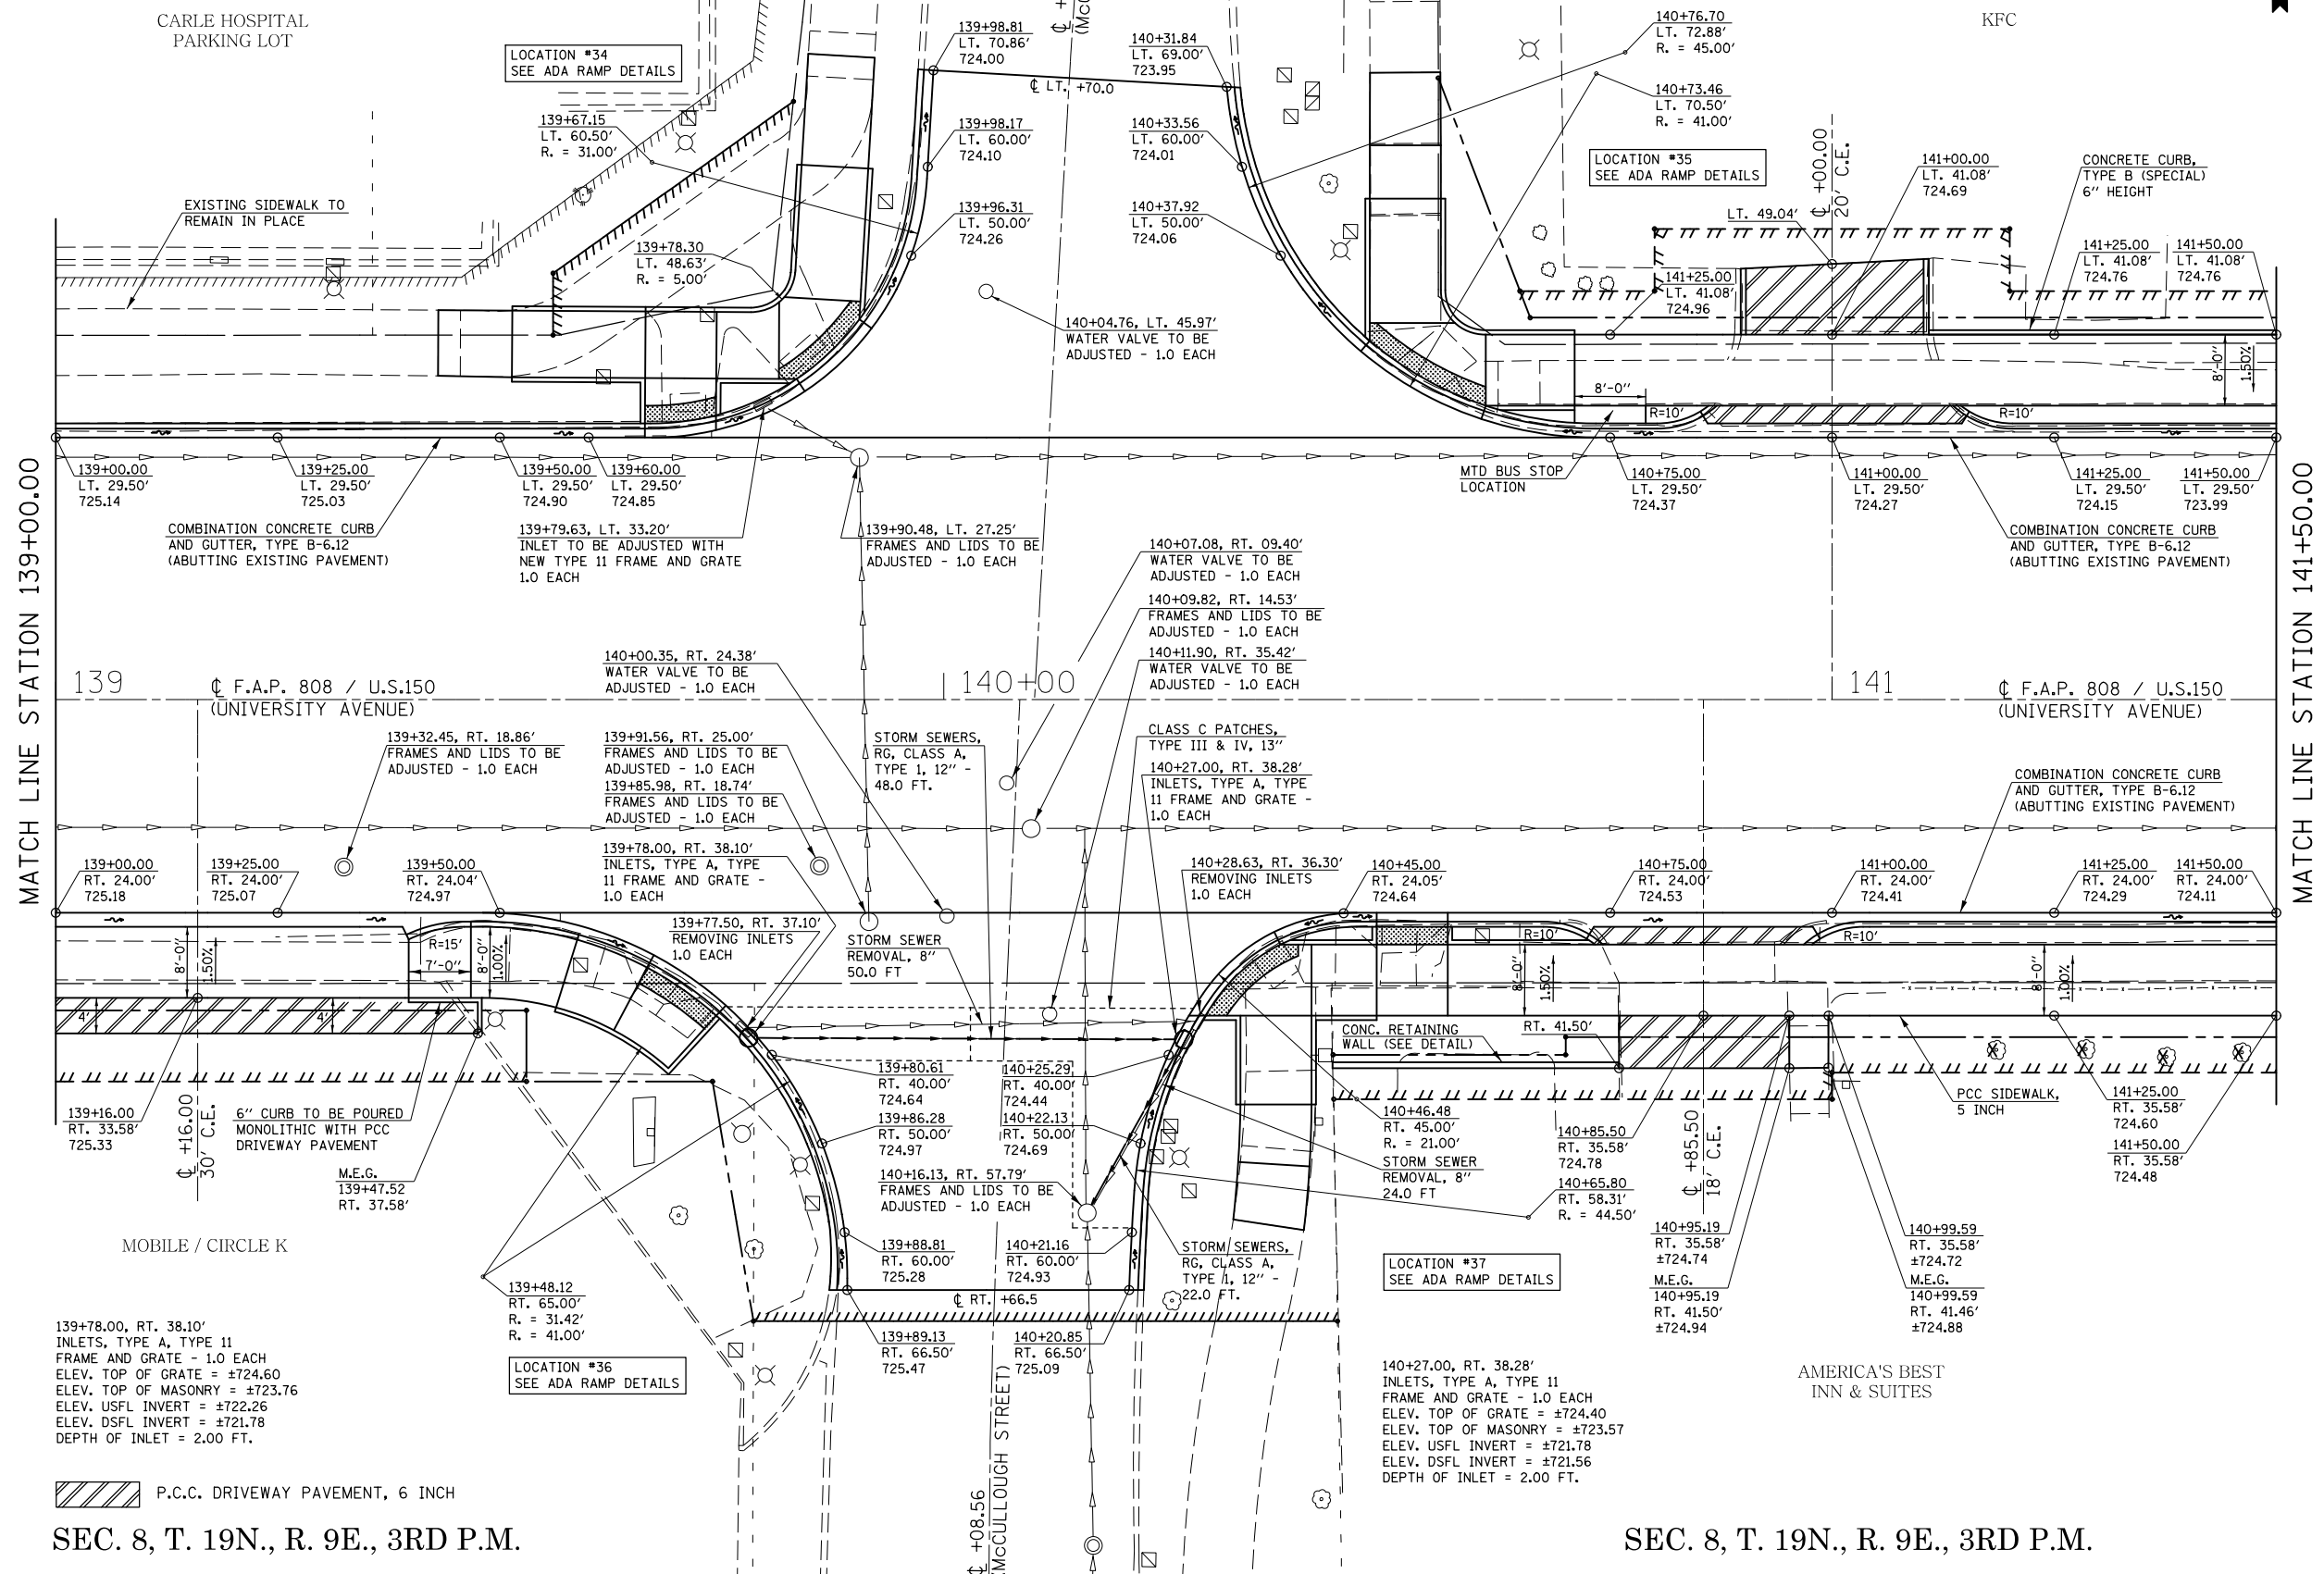 CARLE HOSPITAL
PARKING LOT
LOCATION #34
SEE ADA RAMP DETAILS
139+98.81
LT. 70.86'
724.00
140+31.84
LT. 69.00'
723.95
℄ LT. +70.0
140+76.70
LT. 72.88'
R. = 45.00'
KFC
140+73.46
LT. 70.50'
R. = 41.00'
139+67.15
LT. 60.50'
R. = 31.00'
139+98.17
LT. 60.00'
724.10
140+33.56
LT. 60.00'
724.01
LOCATION #35
SEE ADA RAMP DETAILS
℄ +00.00
20' C.E.
141+00.00
LT. 41.08'
724.69
CONCRETE CURB,
TYPE B (SPECIAL)
6" HEIGHT
EXISTING SIDEWALK TO
REMAIN IN PLACE
139+96.31
LT. 50.00'
724.26
140+37.92
LT. 50.00'
724.06
LT. 49.04'
139+78.30
LT. 48.63'
R. = 5.00'
141+25.00
LT. 41.08'
724.96
141+25.00
LT. 41.08'
724.76
141+50.00
LT. 41.08'
724.76
140+04.76, LT. 45.97'
WATER VALVE TO BE
ADJUSTED - 1.0 EACH
8'-0"
8'-0"
1.50%
R=10'
R=10'
MATCH LINE STATION 139+00.00
139+00.00
LT. 29.50'
725.14
139+25.00
LT. 29.50'
725.03
139+50.00
LT. 29.50'
724.90
139+60.00
LT. 29.50'
724.85
MTD BUS STOP
LOCATION
140+75.00
LT. 29.50'
724.37
141+00.00
LT. 29.50'
724.27
141+25.00
LT. 29.50'
724.15
141+50.00
LT. 29.50'
723.99
MATCH LINE STATION 141+50.00
COMBINATION CONCRETE CURB
AND GUTTER, TYPE B-6.12
(ABUTTING EXISTING PAVEMENT)
139+79.63, LT. 33.20'
INLET TO BE ADJUSTED WITH
NEW TYPE 11 FRAME AND GRATE
1.0 EACH
139+90.48, LT. 27.25'
FRAMES AND LIDS TO BE
ADJUSTED - 1.0 EACH
140+07.08, RT. 09.40'
WATER VALVE TO BE
ADJUSTED - 1.0 EACH
COMBINATION CONCRETE CURB
AND GUTTER, TYPE B-6.12
(ABUTTING EXISTING PAVEMENT)
140+09.82, RT. 14.53'
FRAMES AND LIDS TO BE
ADJUSTED - 1.0 EACH
140+00.35, RT. 24.38'
WATER VALVE TO BE
ADJUSTED - 1.0 EACH
140+11.90, RT. 35.42'
WATER VALVE TO BE
ADJUSTED - 1.0 EACH
139
℄ F.A.P. 808 / U.S.150
(UNIVERSITY AVENUE)
140+00
141
℄ F.A.P. 808 / U.S.150
(UNIVERSITY AVENUE)
139+32.45, RT. 18.86'
FRAMES AND LIDS TO BE
ADJUSTED - 1.0 EACH
139+91.56, RT. 25.00'
FRAMES AND LIDS TO BE
ADJUSTED - 1.0 EACH
139+85.98, RT. 18.74'
FRAMES AND LIDS TO BE
ADJUSTED - 1.0 EACH
STORM SEWERS,
RG, CLASS A,
TYPE 1, 12" -
48.0 FT.
CLASS C PATCHES,
TYPE III & IV, 13"
140+27.00, RT. 38.28'
INLETS, TYPE A, TYPE
11 FRAME AND GRATE -
1.0 EACH
COMBINATION CONCRETE CURB
AND GUTTER, TYPE B-6.12
(ABUTTING EXISTING PAVEMENT)
139+00.00
RT. 24.00'
725.18
139+25.00
RT. 24.00'
725.07
139+50.00
RT. 24.04'
724.97
139+78.00, RT. 38.10'
INLETS, TYPE A, TYPE
11 FRAME AND GRATE -
1.0 EACH
140+28.63, RT. 36.30'
REMOVING INLETS
1.0 EACH
140+45.00
RT. 24.05'
724.64
140+75.00
RT. 24.00'
724.53
141+00.00
RT. 24.00'
724.41
141+25.00
RT. 24.00'
724.29
141+50.00
RT. 24.00'
724.11
139+77.50, RT. 37.10'
REMOVING INLETS
1.0 EACH
STORM SEWER
REMOVAL, 8"
50.0 FT
8'-0"
1.50%
R=15'
7'-0"
8'-0"
1.00%
R=10'
R=10'
8'-0"
1.50%
8'-0"
1.00%
4'
4'
CONC. RETAINING
WALL (SEE DETAIL)
RT. 41.50'
139+16.00
RT. 33.58'
725.33
℄ +16.00
30' C.E.
6" CURB TO BE POURED
MONOLITHIC WITH PCC
DRIVEWAY PAVEMENT
M.E.G.
139+47.52
RT. 37.58'
139+80.61
RT. 40.00'
724.64
140+25.29
RT. 40.00'
724.44
139+86.28
RT. 50.00'
724.97
140+22.13
RT. 50.00'
724.69
140+16.13, RT. 57.79'
FRAMES AND LIDS TO BE
ADJUSTED - 1.0 EACH
140+46.48
RT. 45.00'
R. = 21.00'
STORM SEWER
REMOVAL, 8"
24.0 FT
140+85.50
RT. 35.58'
724.78
140+65.80
RT. 58.31'
R. = 44.50'
℄ +85.50
18' C.E.
PCC SIDEWALK,
5 INCH
141+25.00
RT. 35.58'
724.60
141+50.00
RT. 35.58'
724.48
MOBILE / CIRCLE K
139+88.81
RT. 60.00'
725.28
140+21.16
RT. 60.00'
724.93
STORM SEWERS,
RG, CLASS A,
TYPE 1, 12" -
22.0 FT.
140+95.19
RT. 35.58'
±724.74
M.E.G.
140+95.19
RT. 41.50'
±724.94
140+99.59
RT. 35.58'
±724.72
M.E.G.
140+99.59
RT. 41.46'
±724.88
LOCATION #37
SEE ADA RAMP DETAILS
139+48.12
RT. 65.00'
R. = 31.42'
R. = 41.00'
℄ RT. +66.5
139+89.13
RT. 66.50'
725.47
140+20.85
RT. 66.50'
725.09
LOCATION #36
SEE ADA RAMP DETAILS
139+78.00, RT. 38.10'
INLETS, TYPE A, TYPE 11
FRAME AND GRATE - 1.0 EACH
ELEV. TOP OF GRATE = ±724.60
ELEV. TOP OF MASONRY = ±723.76
ELEV. USFL INVERT = ±722.26
ELEV. DSFL INVERT = ±721.78
DEPTH OF INLET = 2.00 FT.
140+27.00, RT. 38.28'
INLETS, TYPE A, TYPE 11
FRAME AND GRATE - 1.0 EACH
ELEV. TOP OF GRATE = ±724.40
ELEV. TOP OF MASONRY = ±723.57
ELEV. USFL INVERT = ±721.78
ELEV. DSFL INVERT = ±721.56
DEPTH OF INLET = 2.00 FT.
AMERICA'S BEST
INN & SUITES
℄ +08.56
(McCULLOUGH STREET)
P.C.C. DRIVEWAY PAVEMENT, 6 INCH
SEC. 8, T. 19N., R. 9E., 3RD P.M.
SEC. 8, T. 19N., R. 9E., 3RD P.M.